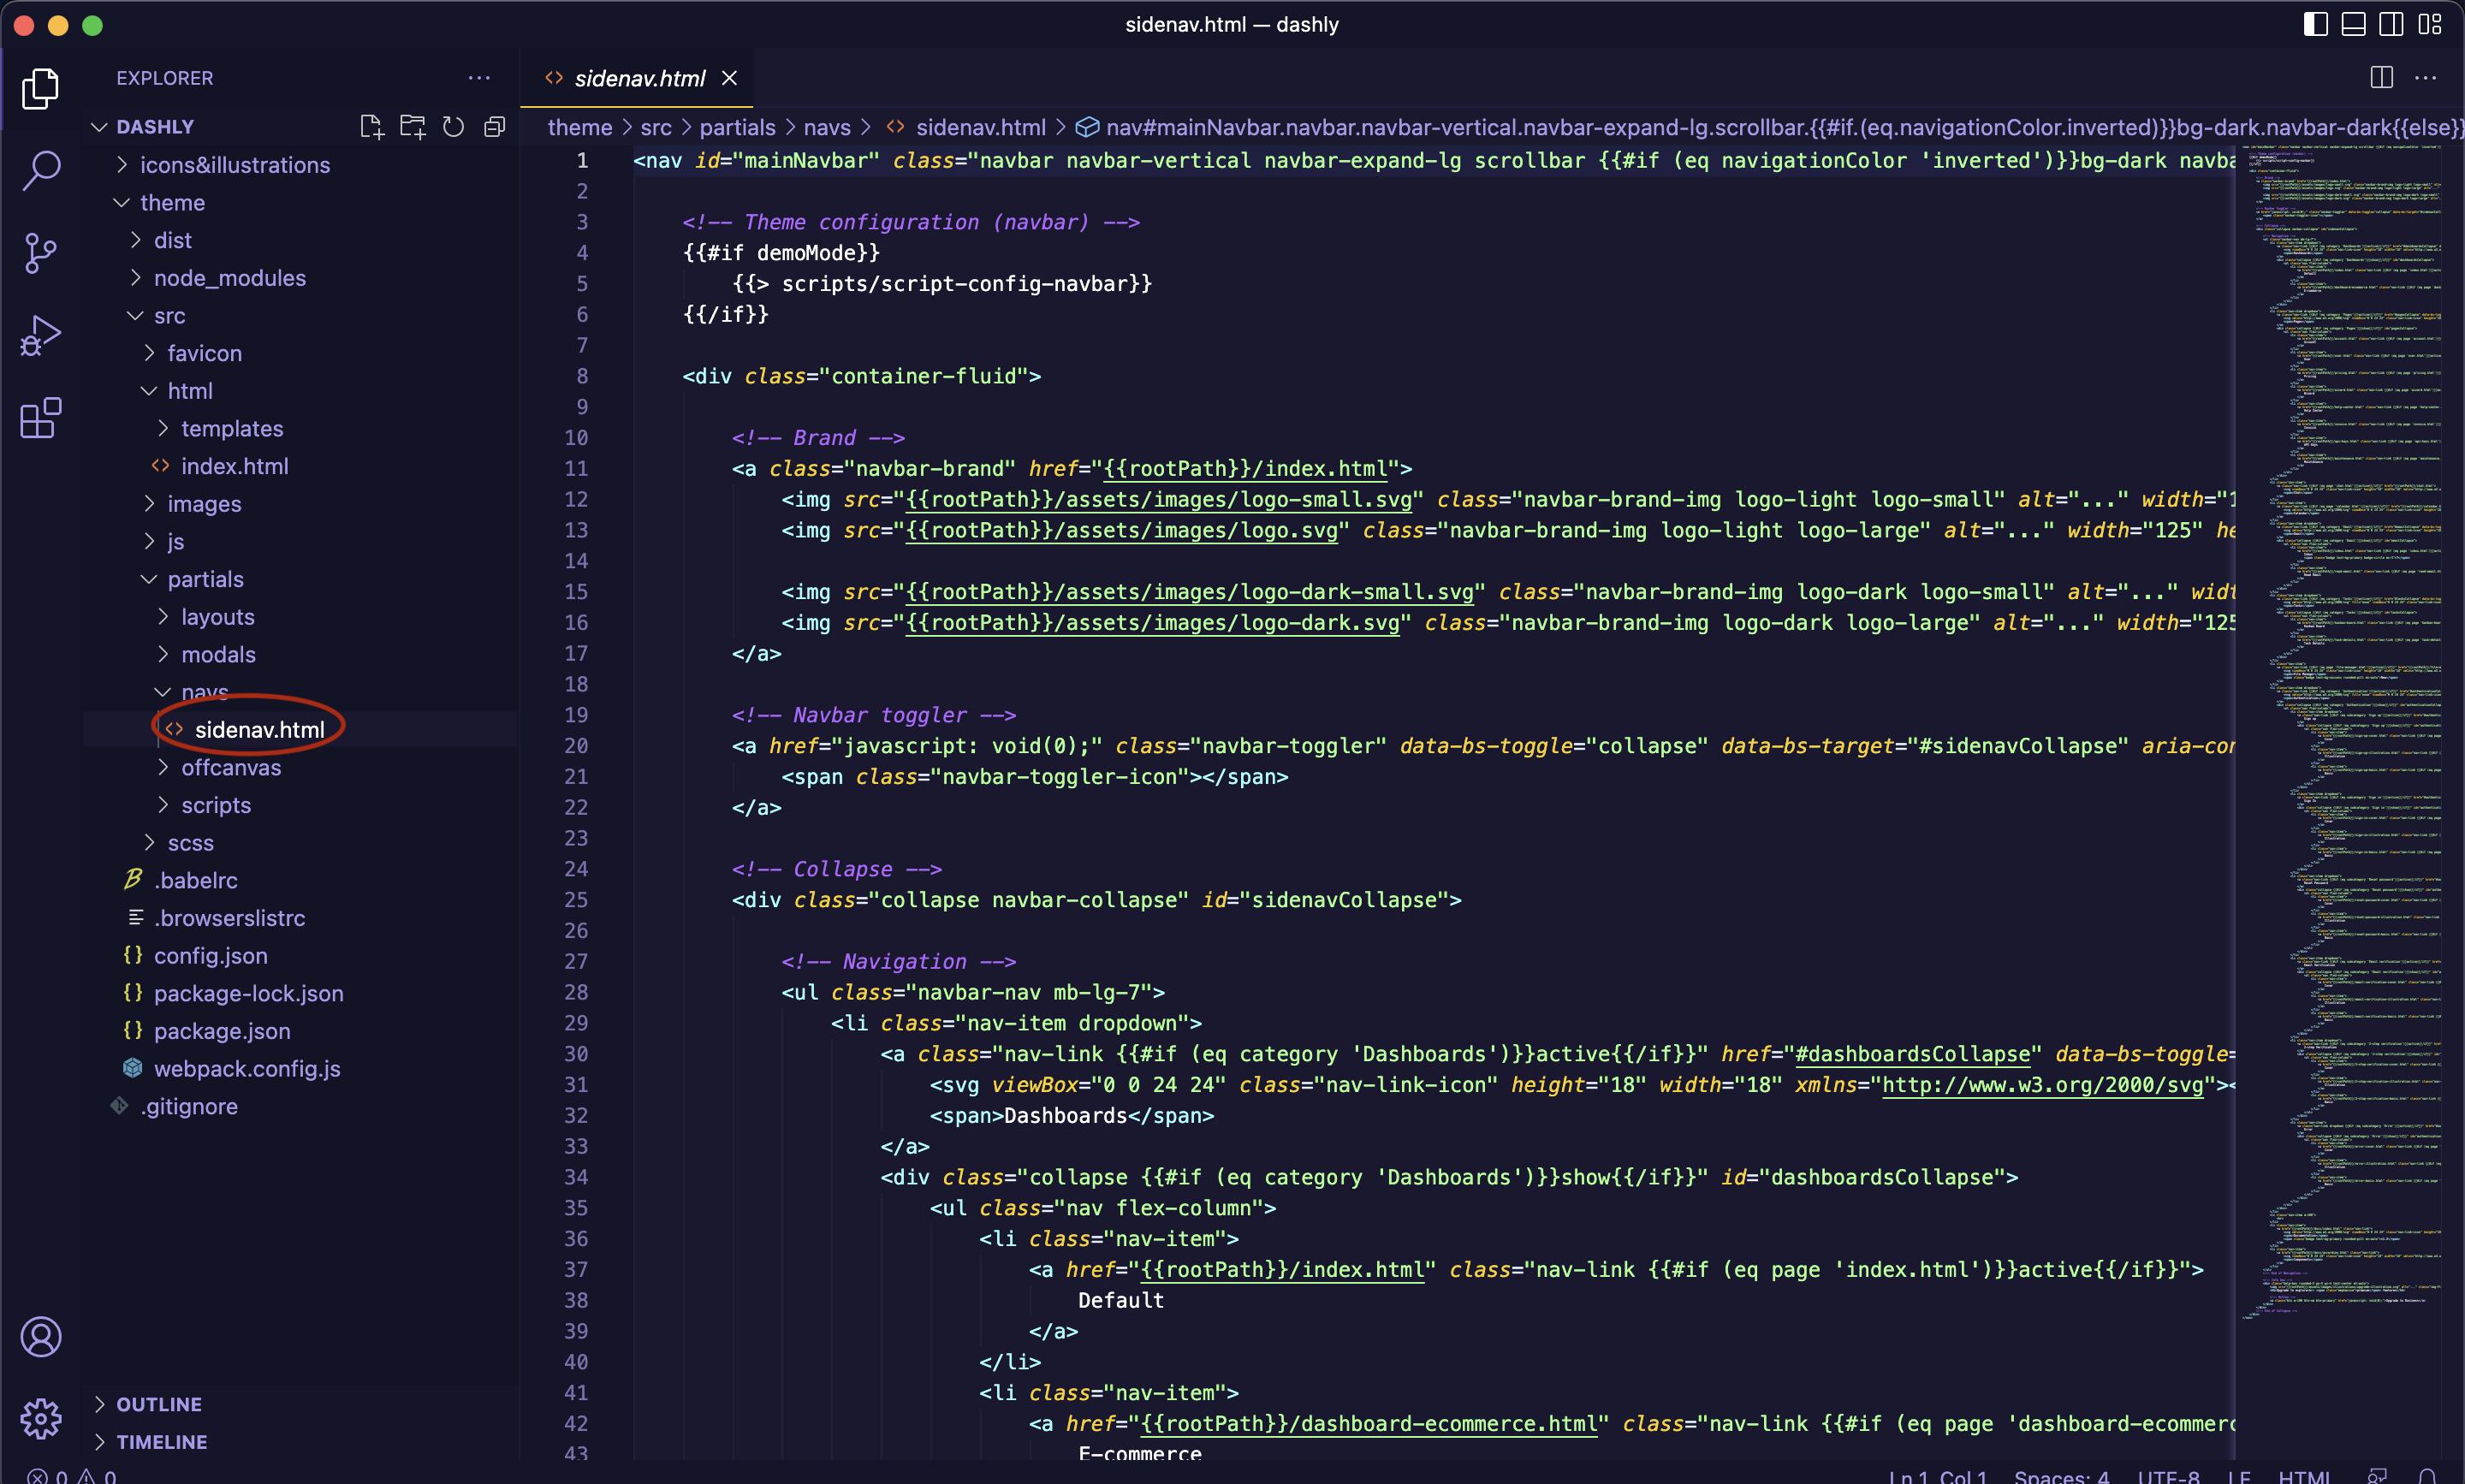 sidenav.html — dashly
EXPLORER
DASHLY
icons&illustrations
theme
dist
node_modules
src
favicon
html
templates
index.html
images
js
partials
layouts
modals
navs
sidenav.html
offcanvas
scripts
scss
.babelrc
.browserslistrc
config.json
package-lock.json
package.json
webpack.config.js
.gitignore
OUTLINE
TIMELINE
sidenav.html
theme > src > partials > navs > sidenav.html > nav#mainNavbar.navbar.navbar-vertical.navbar-expand-lg.scrollbar.{{#if.(eq.navigationColor.inverted)}}bg-dark.navbar-dark{{else}}
1 <nav id="mainNavbar" class="navbar navbar-vertical navbar-expand-lg scrollbar {{#if (eq navigationColor 'inverted')}}bg-dark navba
2
3 <!-- Theme configuration (navbar) -->
4 {{#if demoMode}}
5 {{> scripts/script-config-navbar}}
6 {{/if}}
7
8 <div class="container-fluid">
9
10 <!-- Brand -->
11 <a class="navbar-brand" href="{{rootPath}}/index.html">
12 <img src="{{rootPath}}/assets/images/logo-small.svg" class="navbar-brand-img logo-light logo-small" alt="..." width="1
13 <img src="{{rootPath}}/assets/images/logo.svg" class="navbar-brand-img logo-light logo-large" alt="..." width="125" he
14
15 <img src="{{rootPath}}/assets/images/logo-dark-small.svg" class="navbar-brand-img logo-dark logo-small" alt="..." widt
16 <img src="{{rootPath}}/assets/images/logo-dark.svg" class="navbar-brand-img logo-dark logo-large" alt="..." width="125
17 </a>
18
19 <!-- Navbar toggler -->
20 <a href="javascript: void(0);" class="navbar-toggler" data-bs-toggle="collapse" data-bs-target="#sidenavCollapse" aria-con
21 <span class="navbar-toggler-icon"></span>
22 </a>
23
24 <!-- Collapse -->
25 <div class="collapse navbar-collapse" id="sidenavCollapse">
26
27 <!-- Navigation -->
28 <ul class="navbar-nav mb-lg-7">
29 <li class="nav-item dropdown">
30 <a class="nav-link {{#if (eq category 'Dashboards')}}active{{/if}}" href="#dashboardsCollapse" data-bs-toggle=
31 <svg viewBox="0 0 24 24" class="nav-link-icon" height="18" width="18" xmlns="http://www.w3.org/2000/svg"><
32 <span>Dashboards</span>
33 </a>
34 <div class="collapse {{#if (eq category 'Dashboards')}}show{{/if}}" id="dashboardsCollapse">
35 <ul class="nav flex-column">
36 <li class="nav-item">
37 <a href="{{rootPath}}/index.html" class="nav-link {{#if (eq page 'index.html')}}active{{/if}}">
38 Default
39 </a>
40 </li>
41 <li class="nav-item">
42 <a href="{{rootPath}}/dashboard-ecommerce.html" class="nav-link {{#if (eq page 'dashboard-ecommerc
43 E-commerce
0 0
Ln 1, Col 1 Spaces: 4 UTF-8 LF HTML